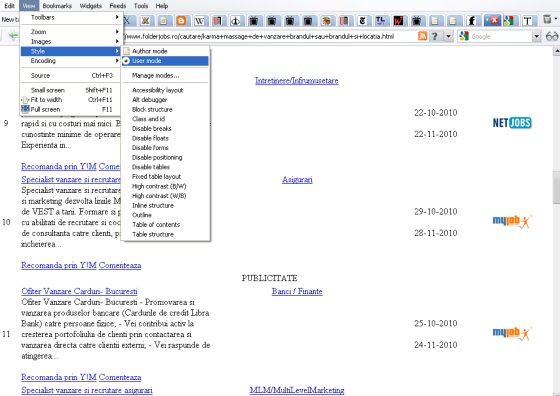 Edit View Bookmarks Widgets Feeds Tools Help
Toolbars
Zoom
Images
Style
Encoding
Source Ctrl+F3
Small screen Shift+F11
Fit to width Ctrl+F11
Full screen F11
Author mode
User mode
Manage modes...
Accessibility layout
Alt debugger
Block structure
Class and id
Disable breaks
Disable floats
Disable forms
Disable positioning
Disable tables
Fixed table layout
High contrast (B/W)
High contrast (W/B)
Inline structure
Outline
Table of contents
Table structure
www.folderjobs.ro/cautare/karma+massage+de+vanzare+brandul+sau+brandul+si+locatia.html
Google
Intretinere/Infrumusetare
9
rapid si cu costuri mai mici. B
cunostinte minime de operare
Experienta in...
22-10-2010
22-11-2010
NETJOBS
Recomanda prin Y!M Comenteaza
Specialist vanzare si recrutare
Asigurari
10
Specialist vanzare si recrutare
si marketing dezvolta liniile M
de VEST a tarii. Formare si p
cu abilitati de recrutare si coo
de consultanta catre clienti, p
incheierea...
29-10-2010
28-11-2010
myjob
Recomanda prin Y!M Comenteaza
PUBLICITATE
Ofiter Vanzare Carduri- Bucuresti
Banci / Finante
11
Ofiter Vanzare Carduri - Bucuresti - Promovarea si
vanzarea produselor bancare (Cardurile de credit Libra
Bank) catre persoane fizice; - Vei contribui activ la
cresterea portofoliului de clienti prin contactarea si
vanzarea directa catre clienti externi; - Vei raspunde de
atingerea...
25-10-2010
24-11-2010
myjob
Recomanda prin Y!M Comenteaza
Specialist vanzare si recrutare asigurari
MLM/MultiLevelMarketing